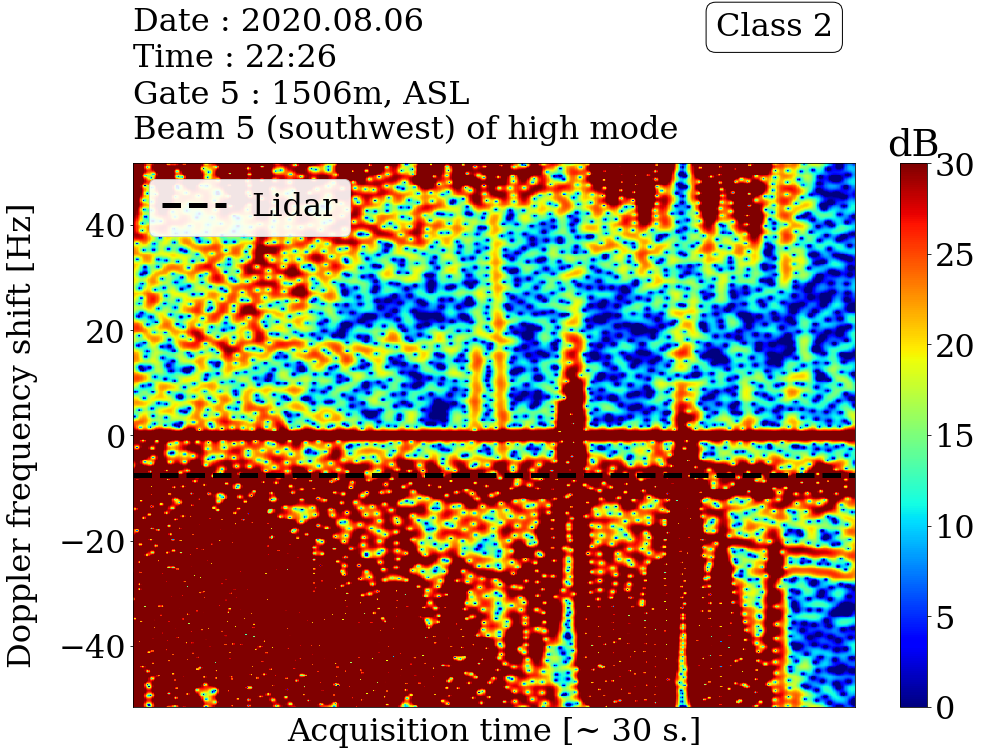 Date : 2020.08.06
Time : 22:26
Gate 5 : 1506m, ASL
Beam 5 (southwest) of high mode
Class 2
dB
Lidar
Doppler frequency shift [Hz]
40
20
0
−20
−40
Acquisition time [~ 30 s.]
30
25
20
15
10
5
0